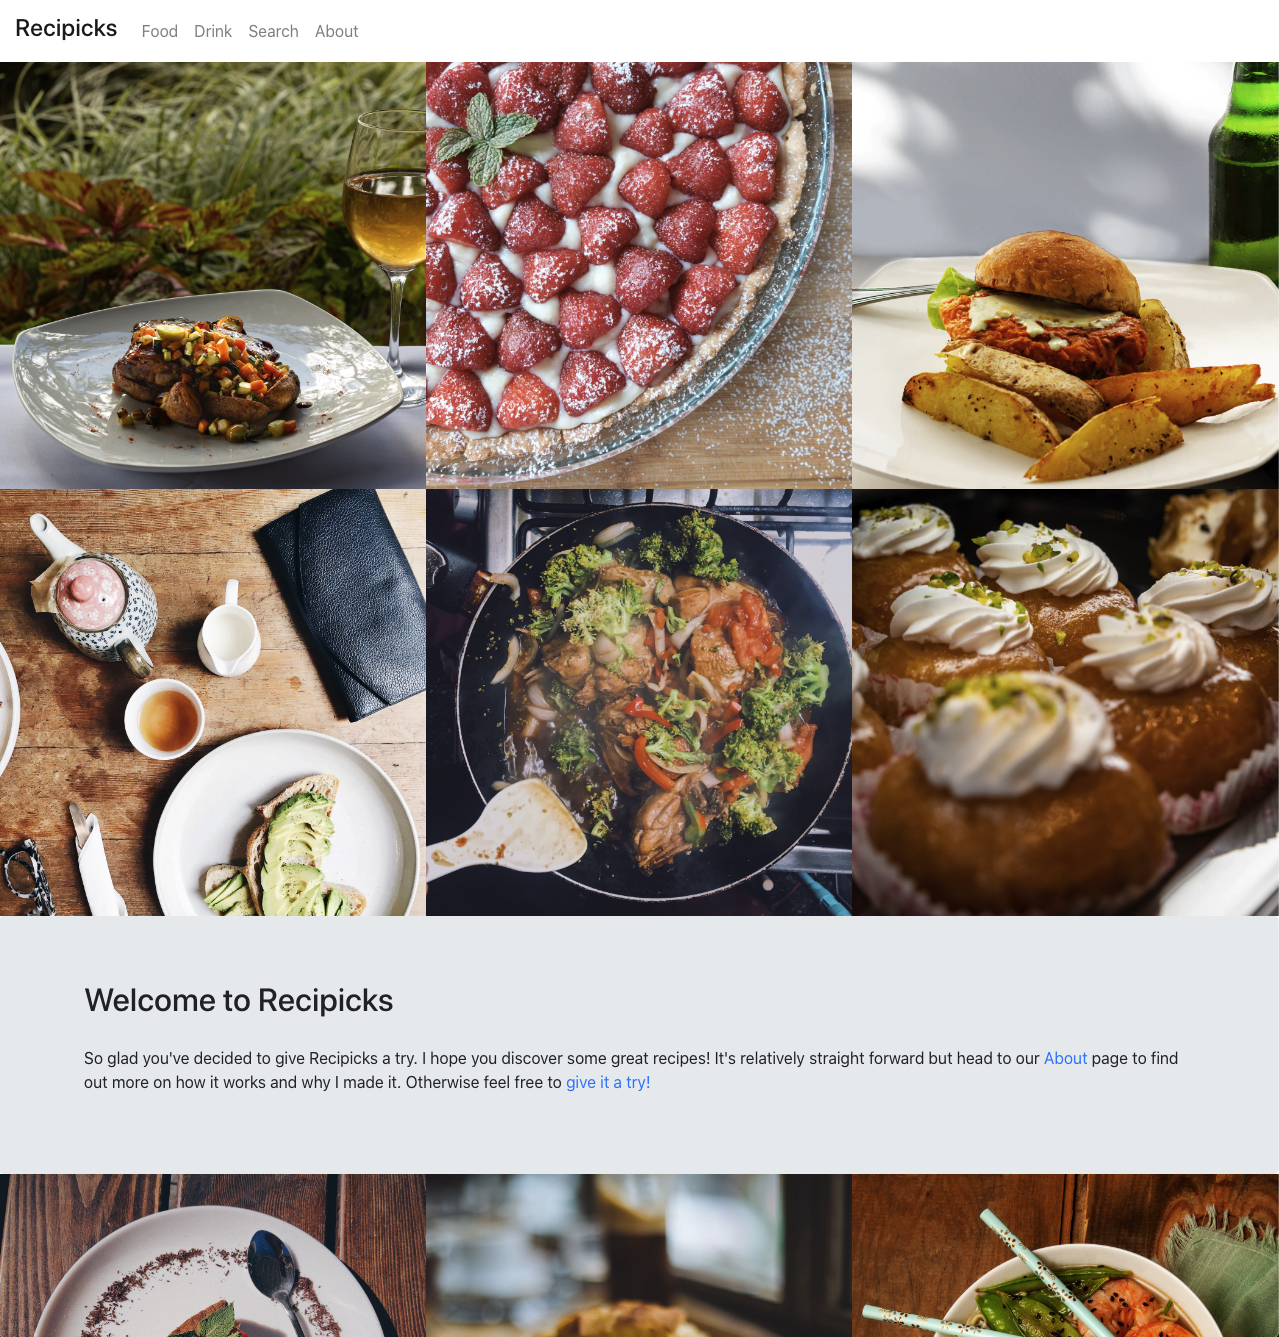 Recipicks Food Drink Search About
Welcome to Recipicks
So glad you've decided to give Recipicks a try. I hope you discover some great recipes! It's relatively straight forward but head to our About page to find
out more on how it works and why I made it. Otherwise feel free to give it a try!